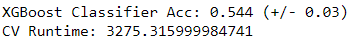 XGBoost Classifier Acc: 0.544 (+/- 0.03)
CV Runtime: 3275.315999984741